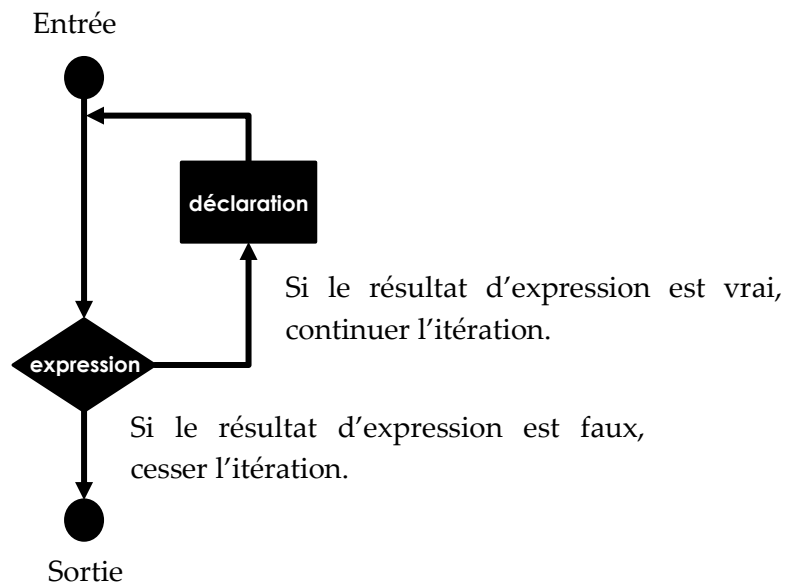 Entrée
déclaration
Si le résultat d’expression est vrai,
continuer l’itération.
expression
Si le résultat d’expression est faux,
cesser l’itération.
Sortie